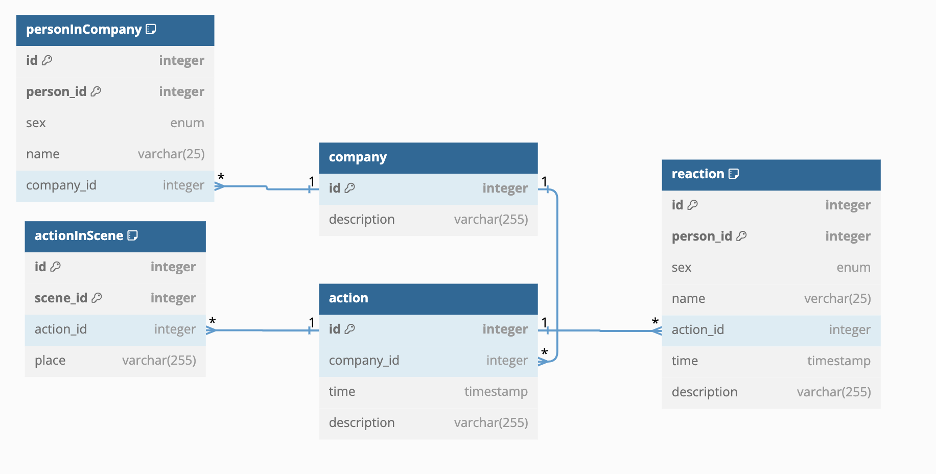 personInCompany
id integer
person_id integer
sex enum
name varchar(25)
company_id integer
* 1
actionInScene
id integer
scene_id integer
action_id integer
place varchar(255)
* 1
company
id integer
description varchar(255)
1
*
action
id integer
company_id integer
time timestamp
description varchar(255)
1 *
reaction
id integer
person_id integer
sex enum
name verchar(25)
action_id integer
time timestamp
description varchar(255)